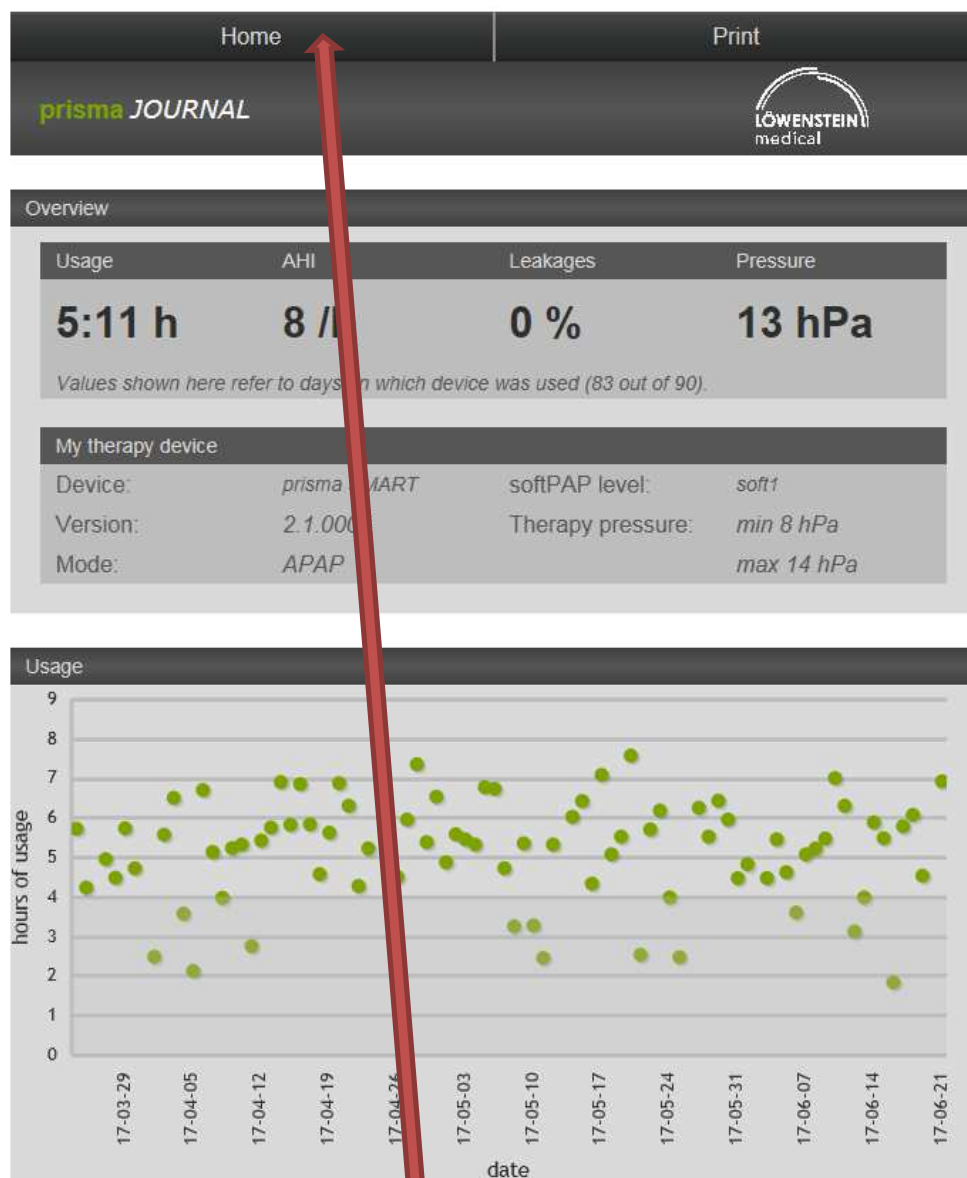 Home Print
prisma JOURNAL
LÖWENSTEIN
medical
Overview
Usage AHI Leakages Pressure
5:11 h 8 / 0 % 13 hPa
Values shown here refer to days which device was used (83 out of 90).
My therapy device
Device: prisma softPAP level: soft1
Version: 2.1.000 Therapy pressure: min 8 hPa
Mode: APAP max 14 hPa
Usage
9
8
7
6
5
4
3
2
1
0
hours of usage
17-03-29 17-04-05 17-04-12 17-04-19 17-04-26 17-05-03 17-05-10 17-05-17 17-05-24 17-05-31 17-06-07 17-06-14 17-06-21
date